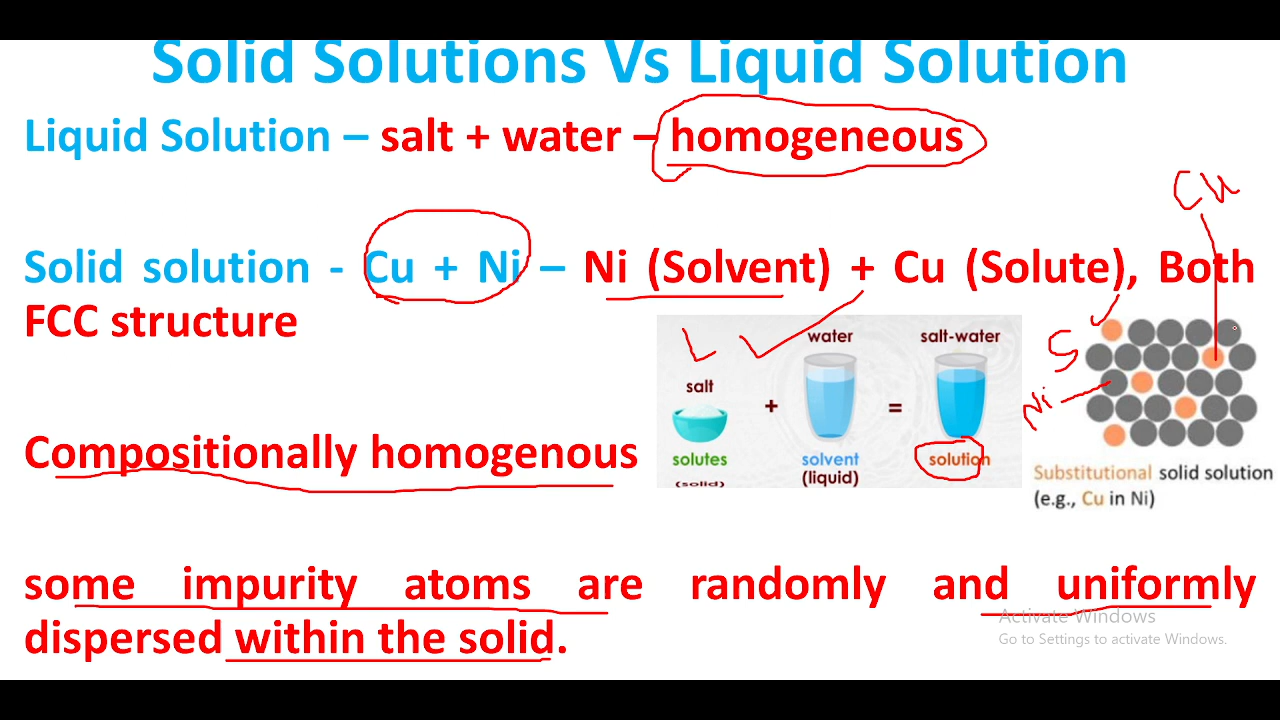 Solid Solutions Vs Liquid Solution
Liquid Solution – salt + water – homogeneous
Cu
Solid solution - Cu + Ni – Ni (Solvent) + Cu (Solute), Both
FCC structure
water salt-water
L
S
salt
+ =
Ni
Compositionally homogenous
solutes solvent solution
(solid) (liquid)
Substitutional solid solution
(e.g., Cu in Ni)
some impurity atoms are randomly and uniformly
dispersed within the solid.
Activate Windows
Go to Settings to activate Windows.